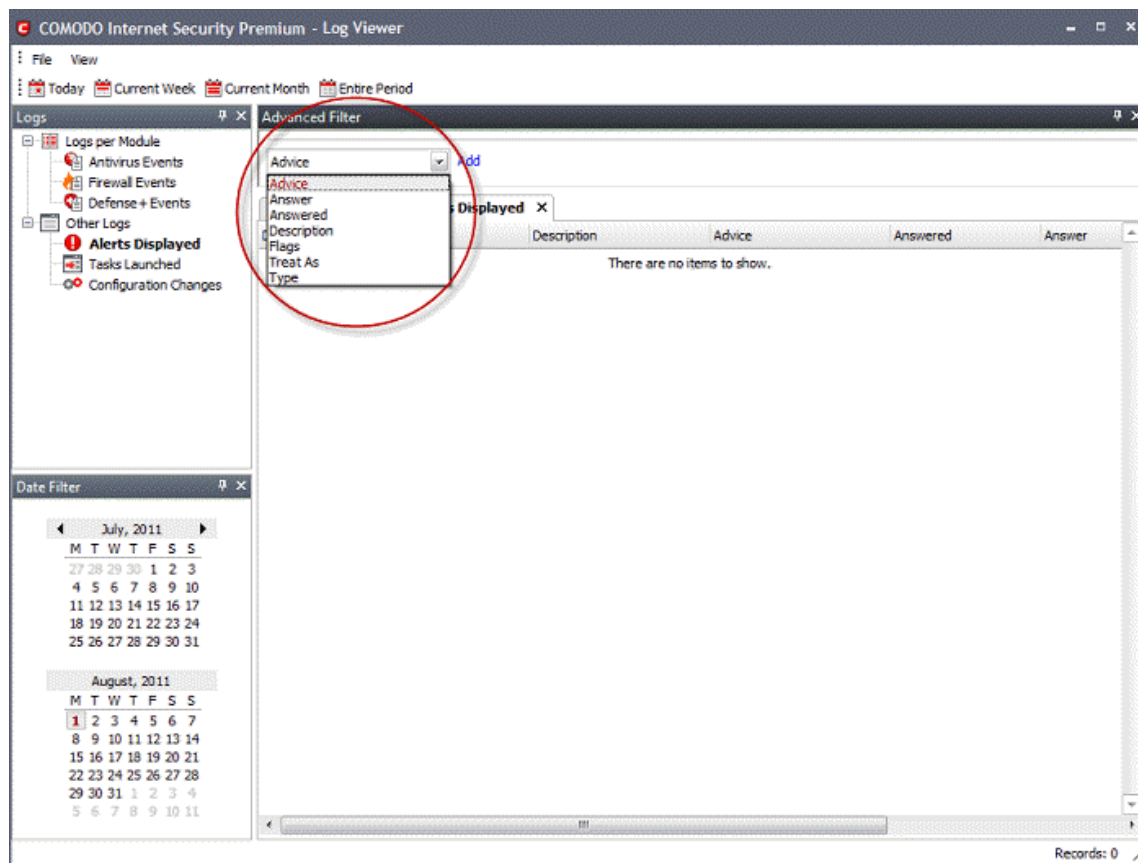 COMODO Internet Security Premium - Log Viewer
File View
Today Current Week Current Month Entire Period
Logs
Logs per Module
Antivirus Events
Firewall Events
Defense+ Events
Other Logs
Alerts Displayed
Tasks Launched
Configuration Changes
Advanced Filter
Advice Add
Advice
Answer
Answered
Description
Flags
Treat As
Type
s Displayed
Description Advice Answered Answer
There are no items to show.
Date Filter
July, 2011
M T W T F S S
27 28 29 30 1 2 3
4 5 6 7 8 9 10
11 12 13 14 15 16 17
18 19 20 21 22 23 24
25 26 27 28 29 30 31
August, 2011
M T W T F S S
1 2 3 4 5 6 7
8 9 10 11 12 13 14
15 16 17 18 19 20 21
22 23 24 25 26 27 28
29 30 31 1 2 3 4
5 6 7 8 9 10 11
Records: 0